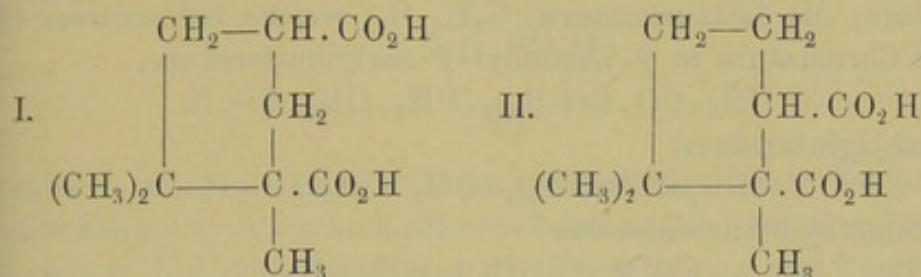 CH₂—CH.CO₂H CH₂—CH₂
I. CH₂ II. CH.CO₂H
(CH₃)₂C—C.CO₂H (CH₃)₂C—C.CO₂H
CH₃ CH₃